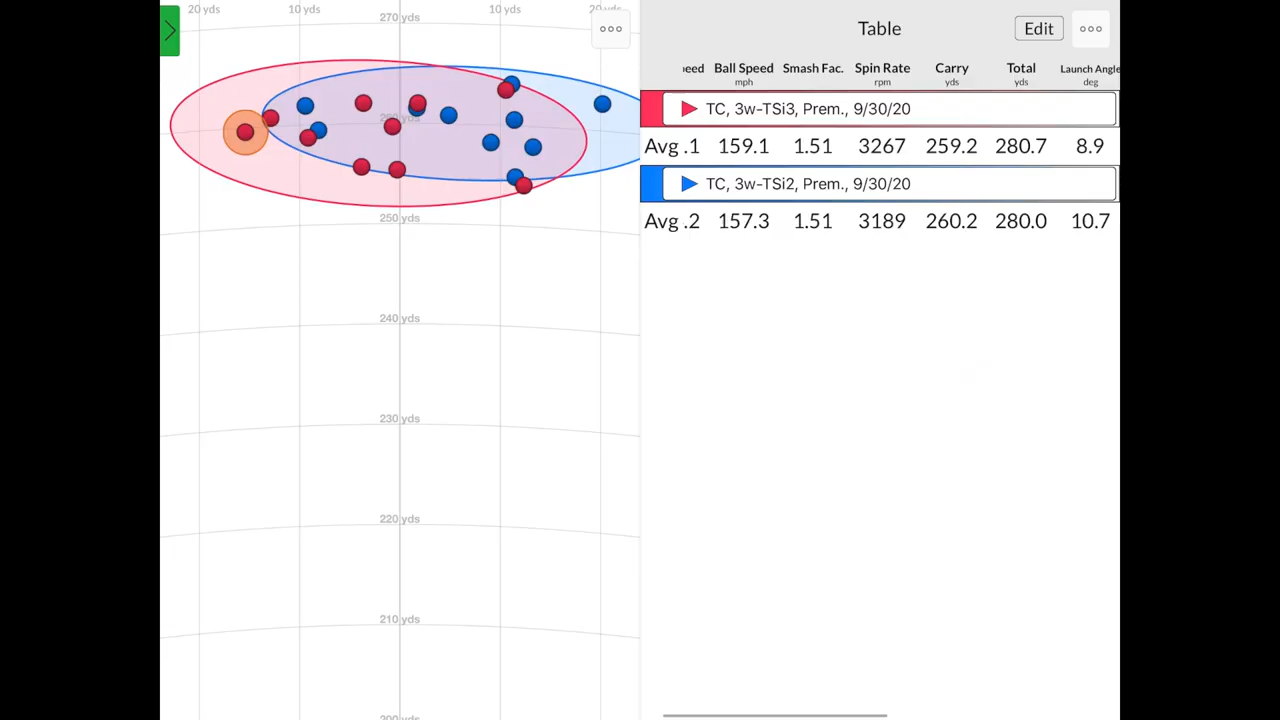 20 yds 10 yds 10 yds 20 yds
270 yds
260 yds
250 yds
240 yds
230 yds
220 yds
210 yds
200 yds
Table
Edit
eed Ball Speed Smash Fac. Spin Rate Carry Total Launch Angle
mph rpm yds yds deg
TC, 3w-TSi3, Prem., 9/30/20
Avg .1 159.1 1.51 3267 259.2 280.7 8.9
TC, 3w-TSi2, Prem., 9/30/20
Avg .2 157.3 1.51 3189 260.2 280.0 10.7